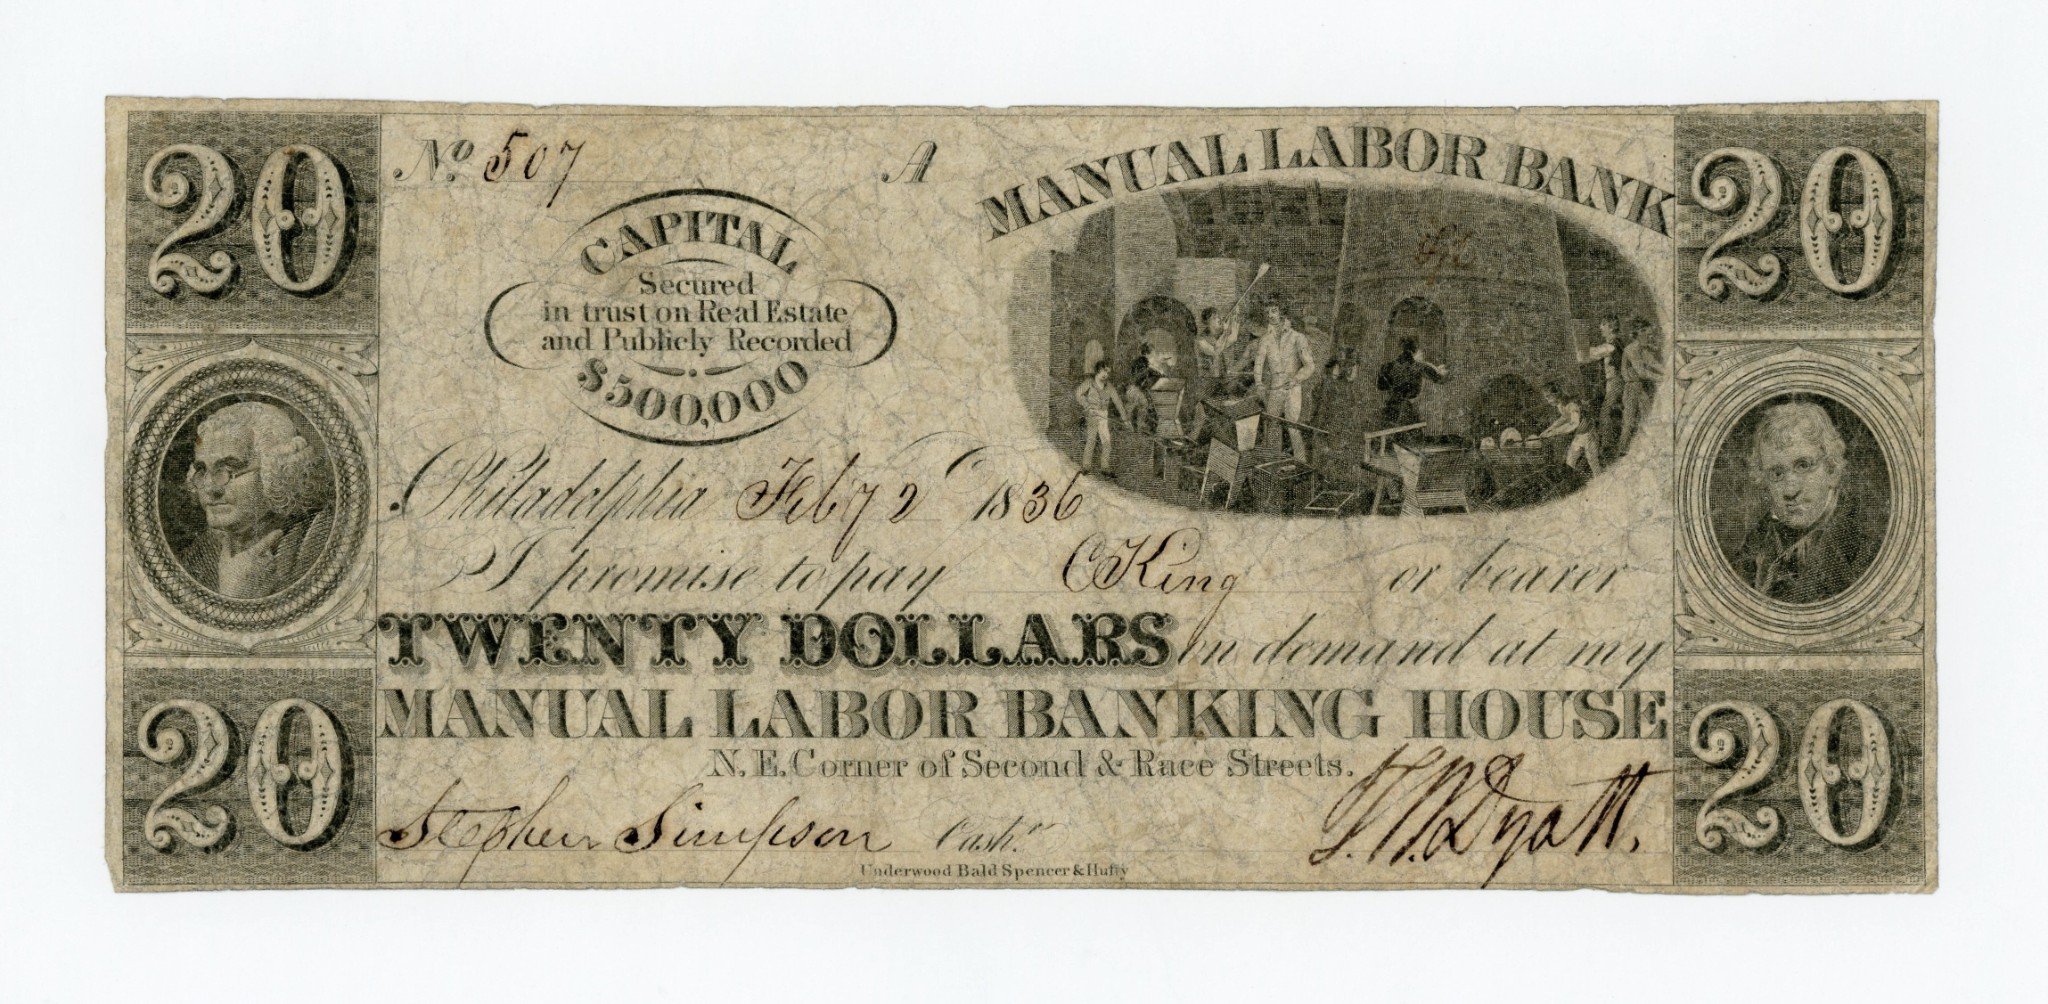 20
No. 507
A
MANUAL LABOR BANK
20
CAPITAL
Secured
in trust on Real Estate
and Publicly Recorded
$500,000
Philadelphia Feby 2 1836
I promise to pay C King or bearer
TWENTY DOLLARS on demand at my
MANUAL LABOR BANKING HOUSE
N.E. Corner of Second & Race Streets.
20
Stephen Simpson Cashr.
T. W. Dyott.
20
Underwood Bald Spencer & Hufty